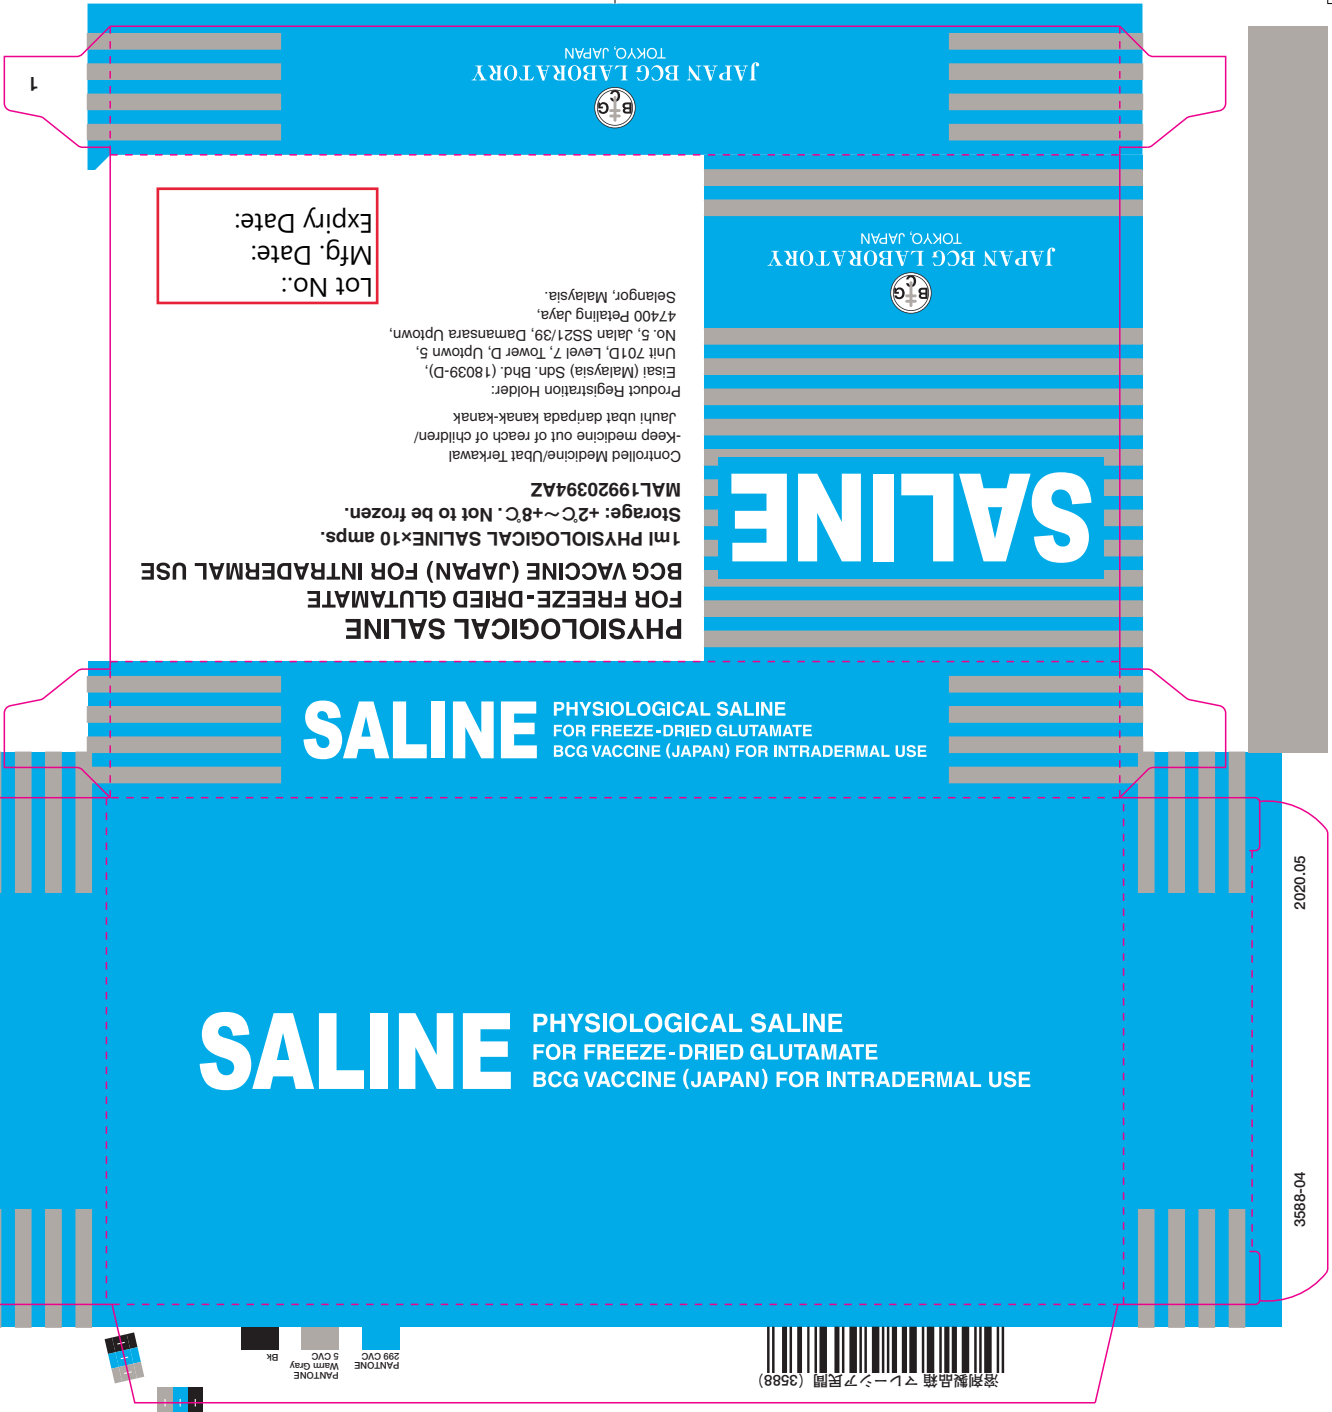 JAPAN BCG LABORATORY
TOKYO, JAPAN
BCG
1
Lot No.:
Mfg. Date:
Expiry Date:
PHYSIOLOGICAL SALINE
FOR FREEZE-DRIED GLUTAMATE
BCG VACCINE (JAPAN) FOR INTRADERMAL USE
1ml PHYSIOLOGICAL SALINE×10 amps.
Storage: +2℃～+8℃. Not to be frozen.
MAL19920394AZ
Controlled Medicine/Ubat Terkawal
-Keep medicine out of reach of children/
Jauhi ubat daripada kanak-kanak
Product Registration Holder:
Eisai (Malaysia) Sdn. Bhd. (18039-D),
Unit 701D, Level 7, Tower D, Uptown 5,
No. 5, Jalan SS21/39, Damansara Uptown,
47400 Petaling Jaya,
Selangor, Malaysia.
SALINE
BCG
JAPAN BCG LABORATORY
TOKYO, JAPAN
SALINE
PHYSIOLOGICAL SALINE
FOR FREEZE-DRIED GLUTAMATE
BCG VACCINE (JAPAN) FOR INTRADERMAL USE
SALINE
PHYSIOLOGICAL SALINE
FOR FREEZE-DRIED GLUTAMATE
BCG VACCINE (JAPAN) FOR INTRADERMAL USE
2020.05
3588-04
溶剤製品箱 マレーシア民間 (3588)
PANTONE
299 CVC
PANTONE
Warm Gray
5 CVC
Bk